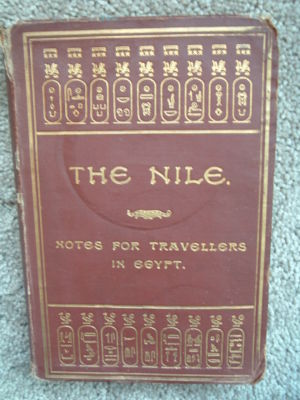 THE NILE.
NOTES FOR TRAVELLERS
IN EGYPT.